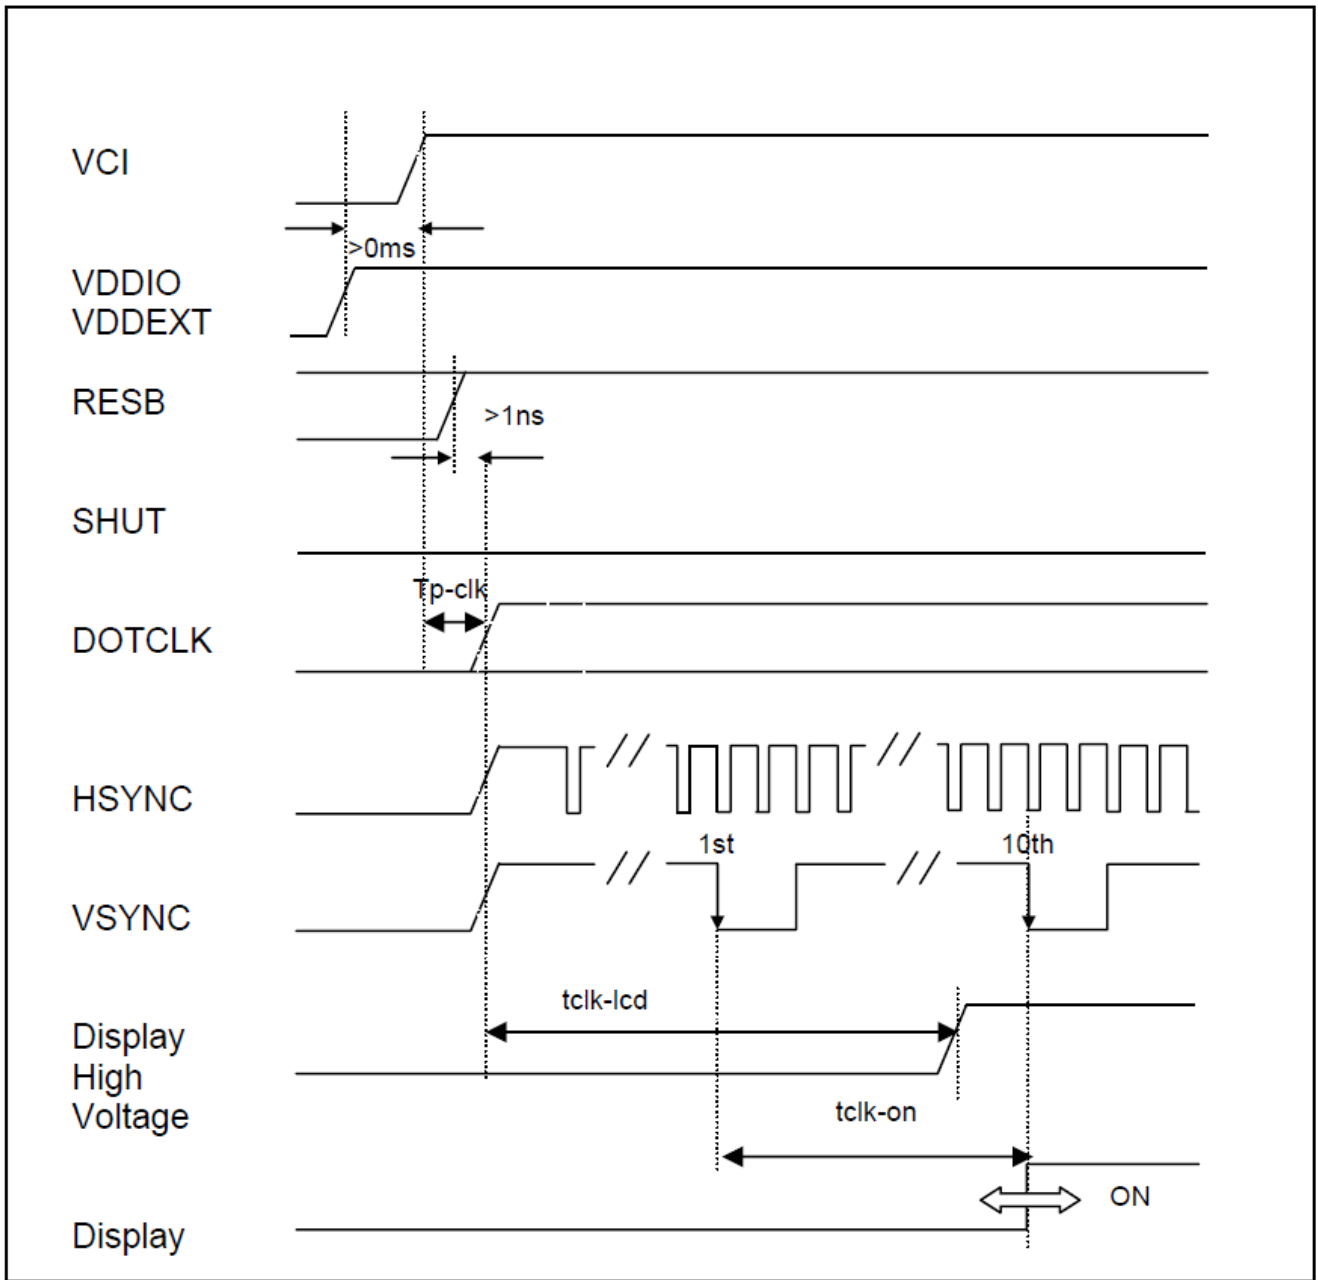 VCI
>0ms
VDDIO
VDDEXT
RESB
>1ns
SHUT
Tp-clk
DOTCLK
HSYNC
1st
10th
VSYNC
tclk-lcd
Display
High
Voltage
tclk-on
ON
Display